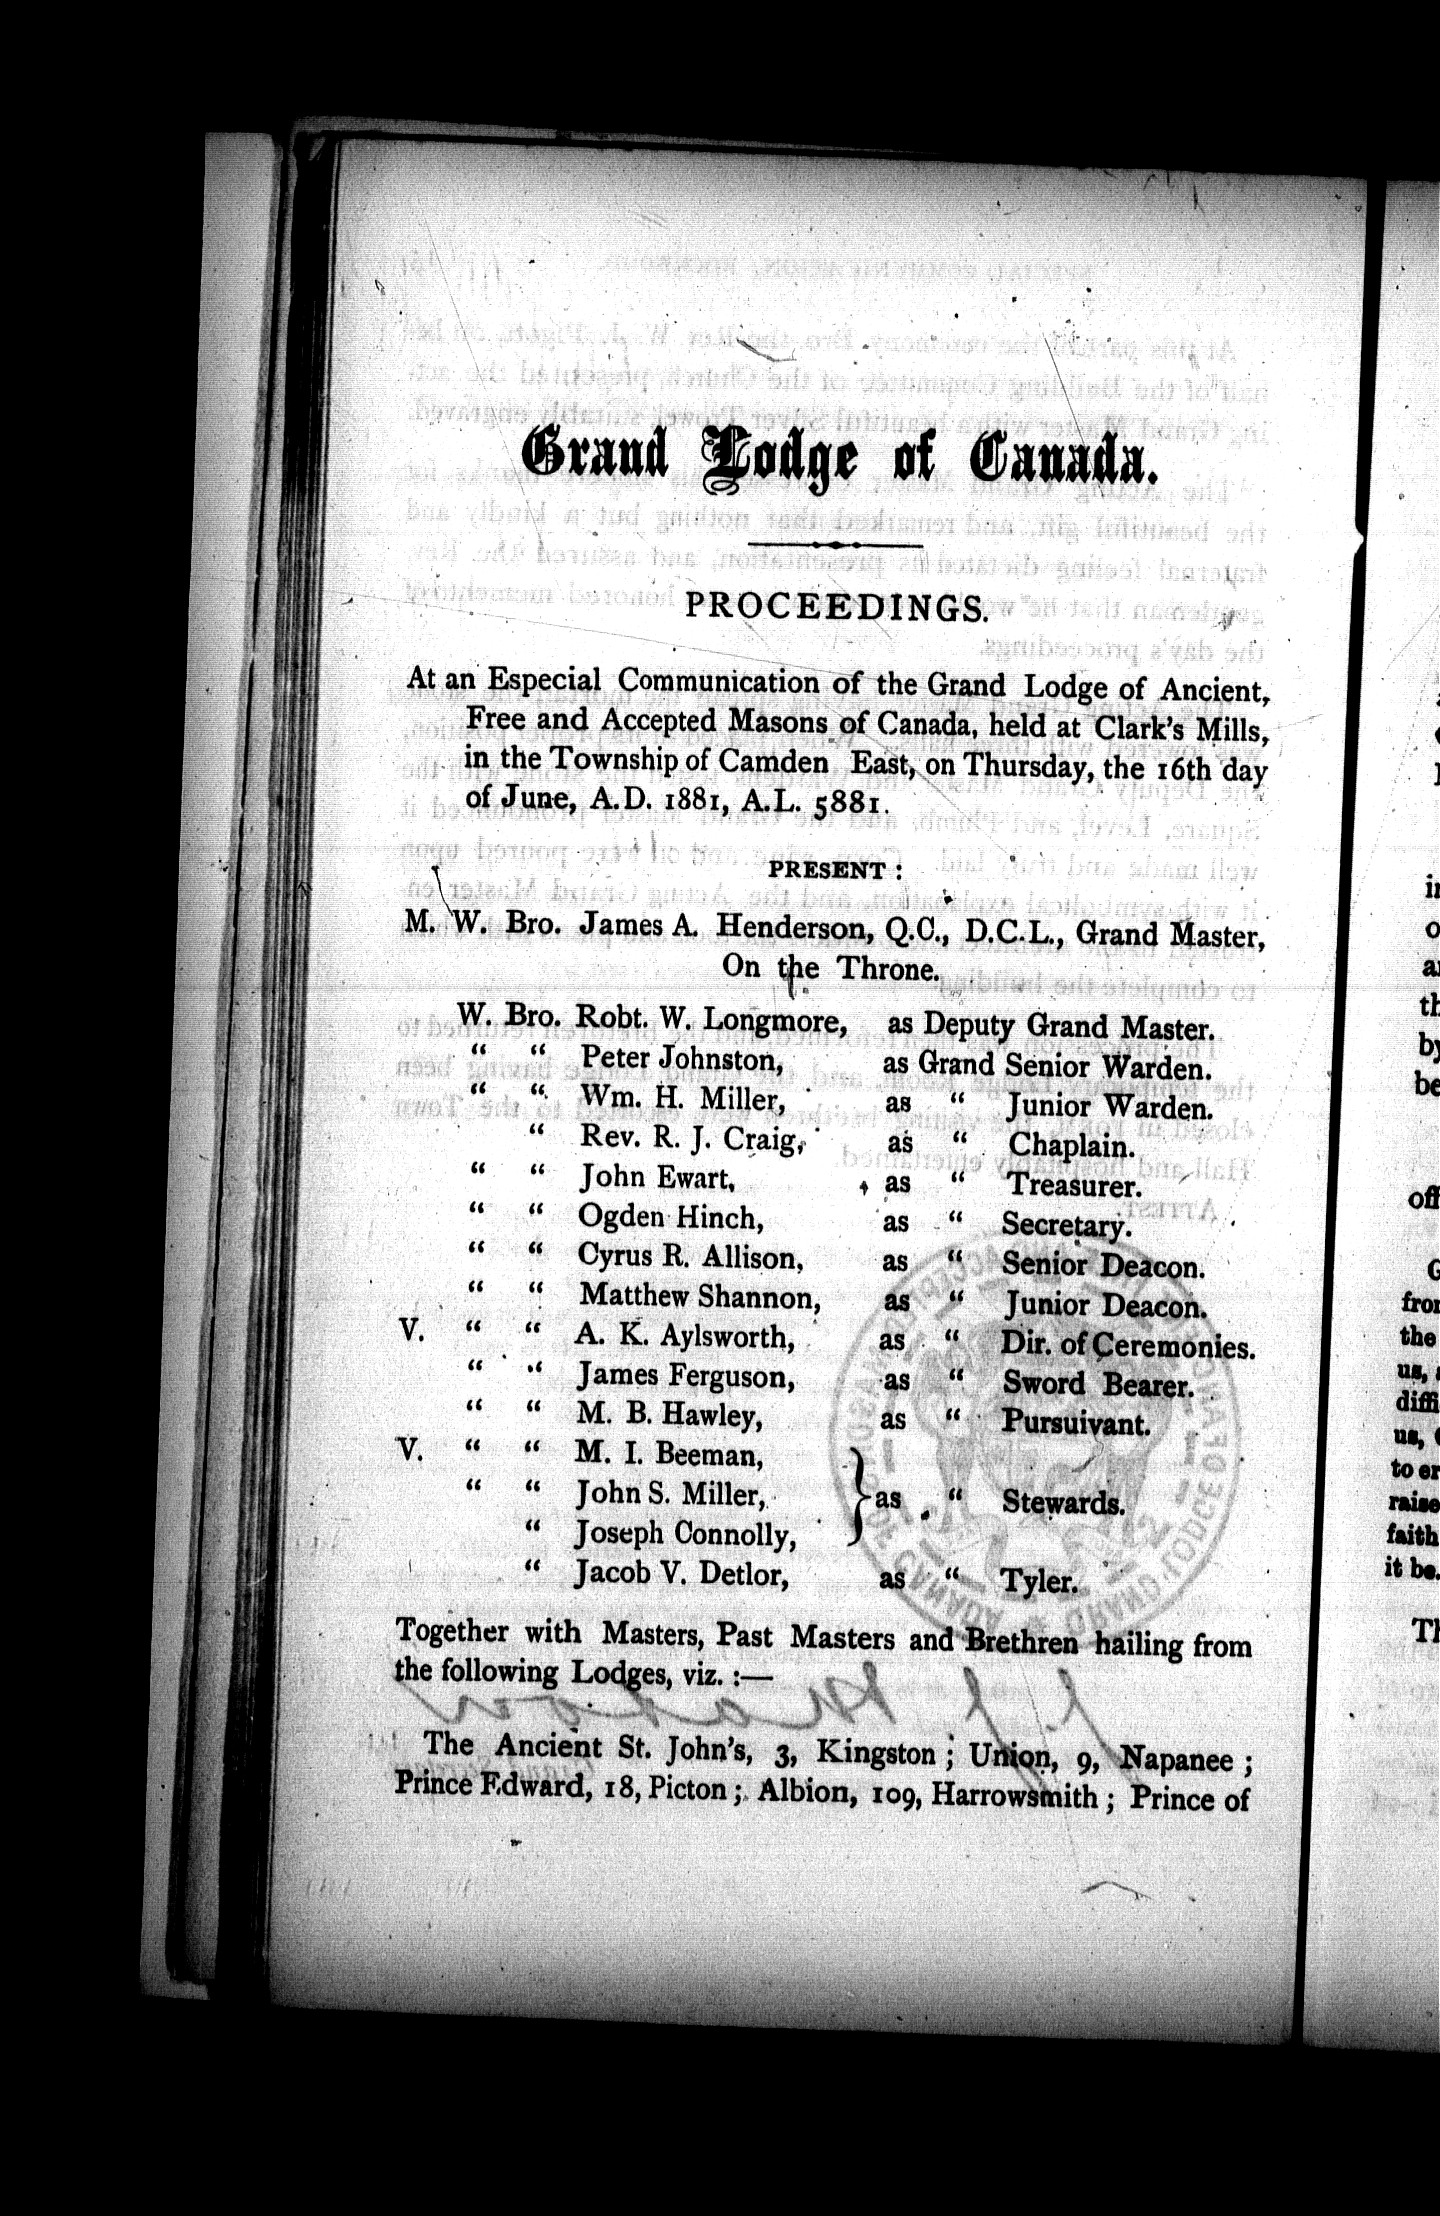 Grand Lodge of Canada.
PROCEEDINGS.
At an Especial Communication of the Grand Lodge of Ancient,
Free and Accepted Masons of Canada, held at Clark's Mills,
in the Township of Camden East, on Thursday, the 16th day
of June, A.D. 1881, A.L. 5881.
PRESENT :
M. W. Bro. James A. Henderson, Q.C., D.C.L., Grand Master,
On the Throne.
W. Bro. Robt. W. Longmore, as Deputy Grand Master.
“ “ Peter Johnston, as Grand Senior Warden.
“ “ Wm. H. Miller, as “ Junior Warden.
“ Rev. R. J. Craig, as “ Chaplain.
“ “ John Ewart, as “ Treasurer.
“ “ Ogden Hinch, as “ Secretary.
“ “ Cyrus R. Allison, as “ Senior Deacon.
“ “ Matthew Shannon, as “ Junior Deacon.
V. “ “ A. K. Aylsworth, as “ Dir. of Ceremonies.
“ “ James Ferguson, as “ Sword Bearer.
“ “ M. B. Hawley, as “ Pursuivant.
V. “ “ M. I. Beeman,
“ “ John S. Miller, } as “ Stewards.
“ Joseph Connolly,
“ Jacob V. Detlor, as “ Tyler.
Together with Masters, Past Masters and Brethren hailing from
the following Lodges, viz. :—
The Ancient St. John's, 3, Kingston ; Union, 9, Napanee ;
Prince Edward, 18, Picton ; Albion, 109, Harrowsmith ; Prince of